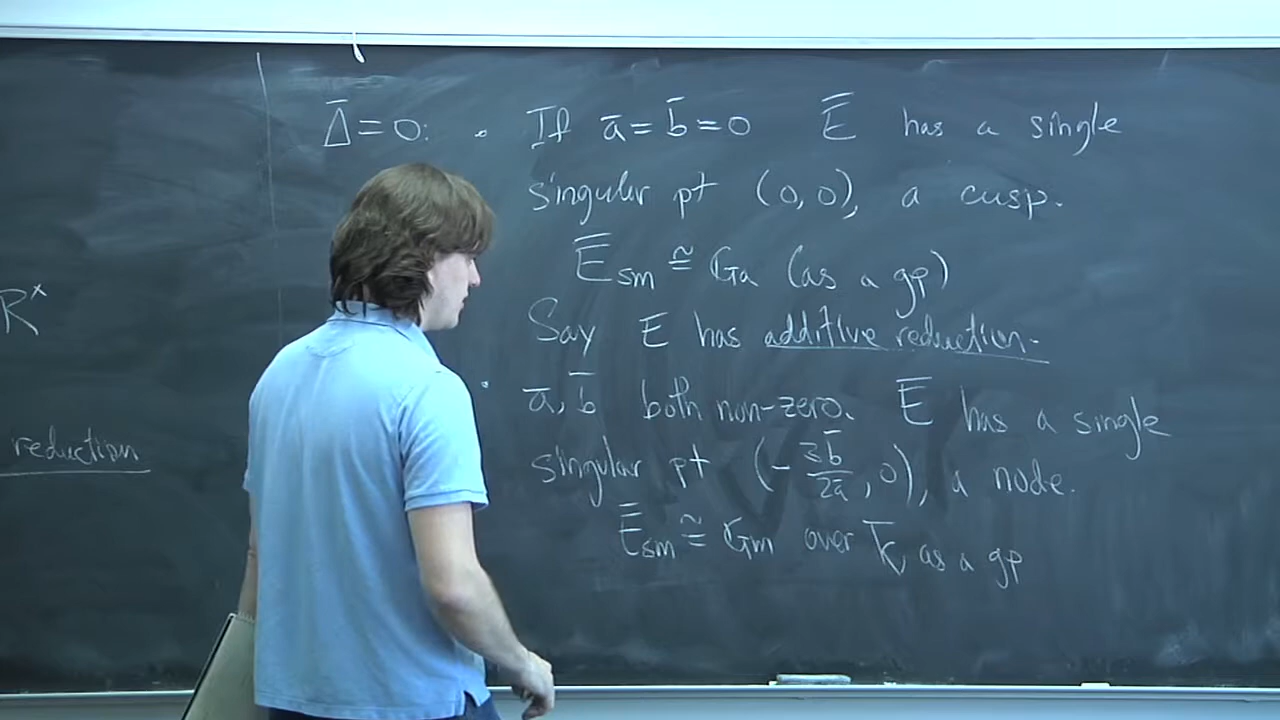 R^×
reduction
Δ̄ = 0: • If ā = b̄ = 0 Ē has a single
singular pt (0,0), a cusp.
Ē_sm ≅ G_a (as a gp)
Say E has additive reduction.
• ā, b̄ both non-zero. Ē has a single
singular pt (-3b̄/2ā, 0), a node.
Ē_sm ≅ G_m over k̄, as a gp